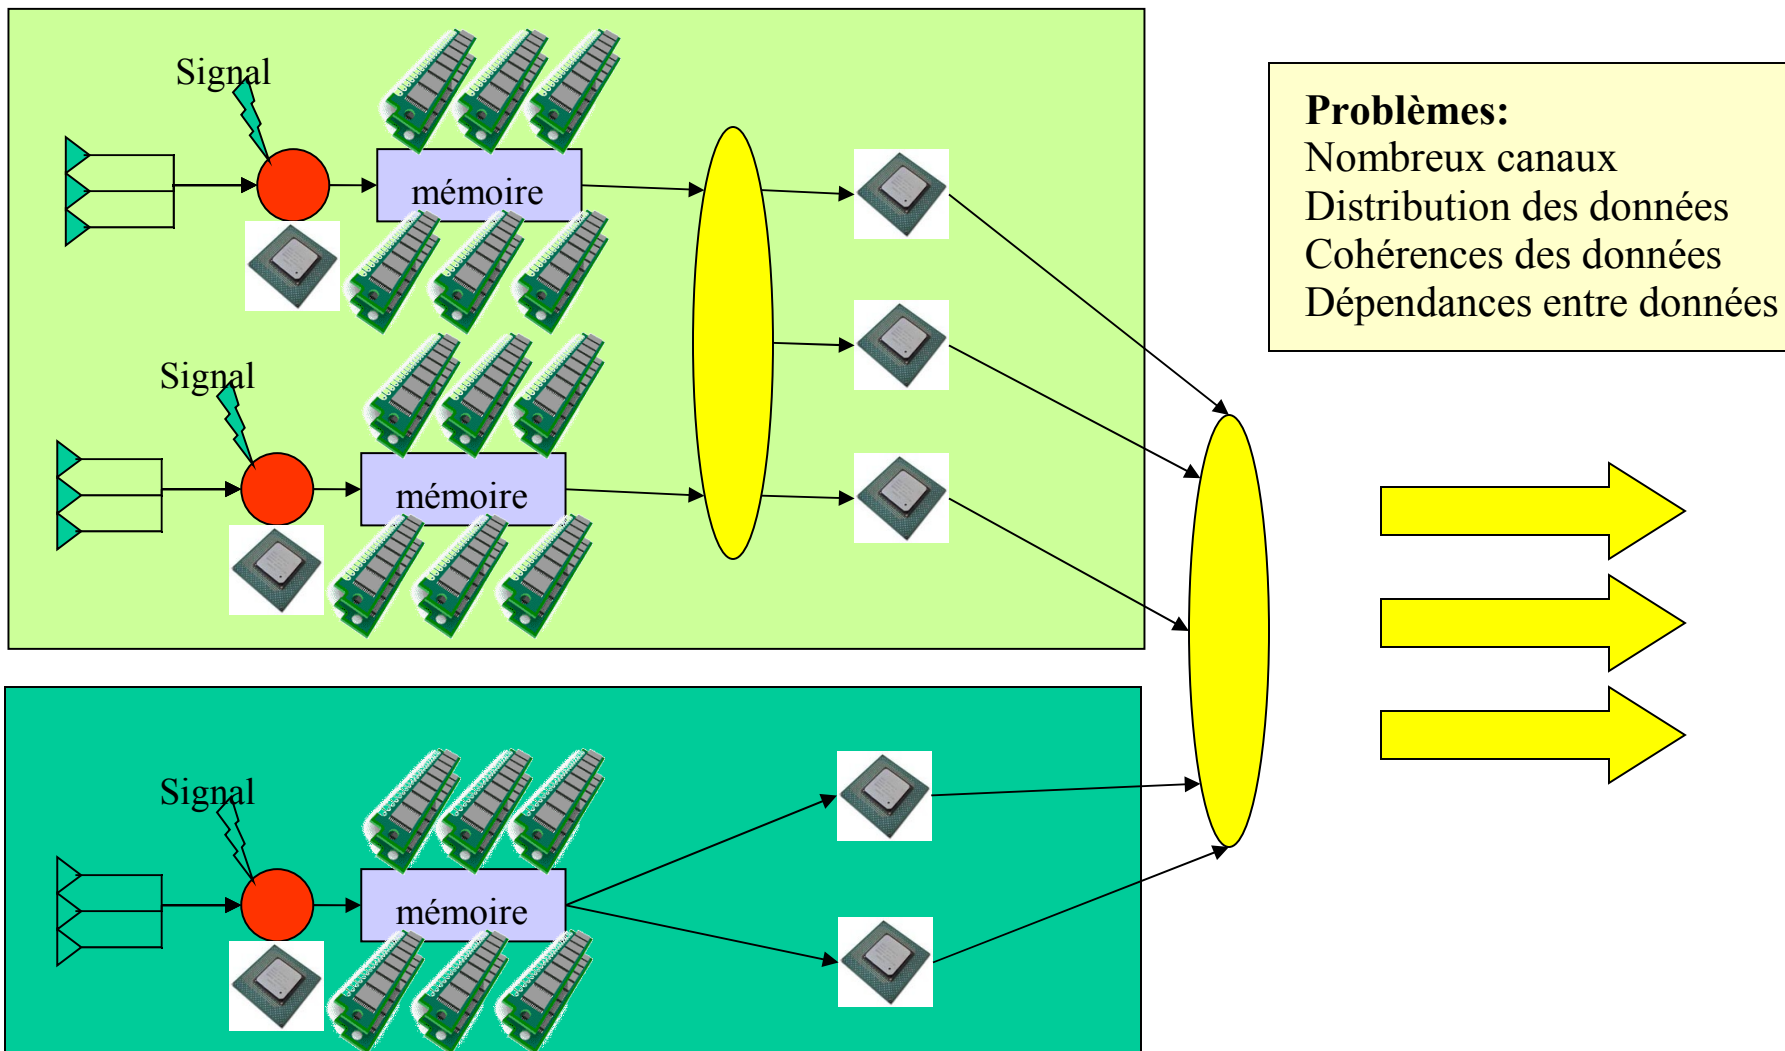 Signal
mémoire
Signal
mémoire
Problèmes:
Nombreux canaux
Distribution des données
Cohérences des données
Dépendances entre données
Signal
mémoire